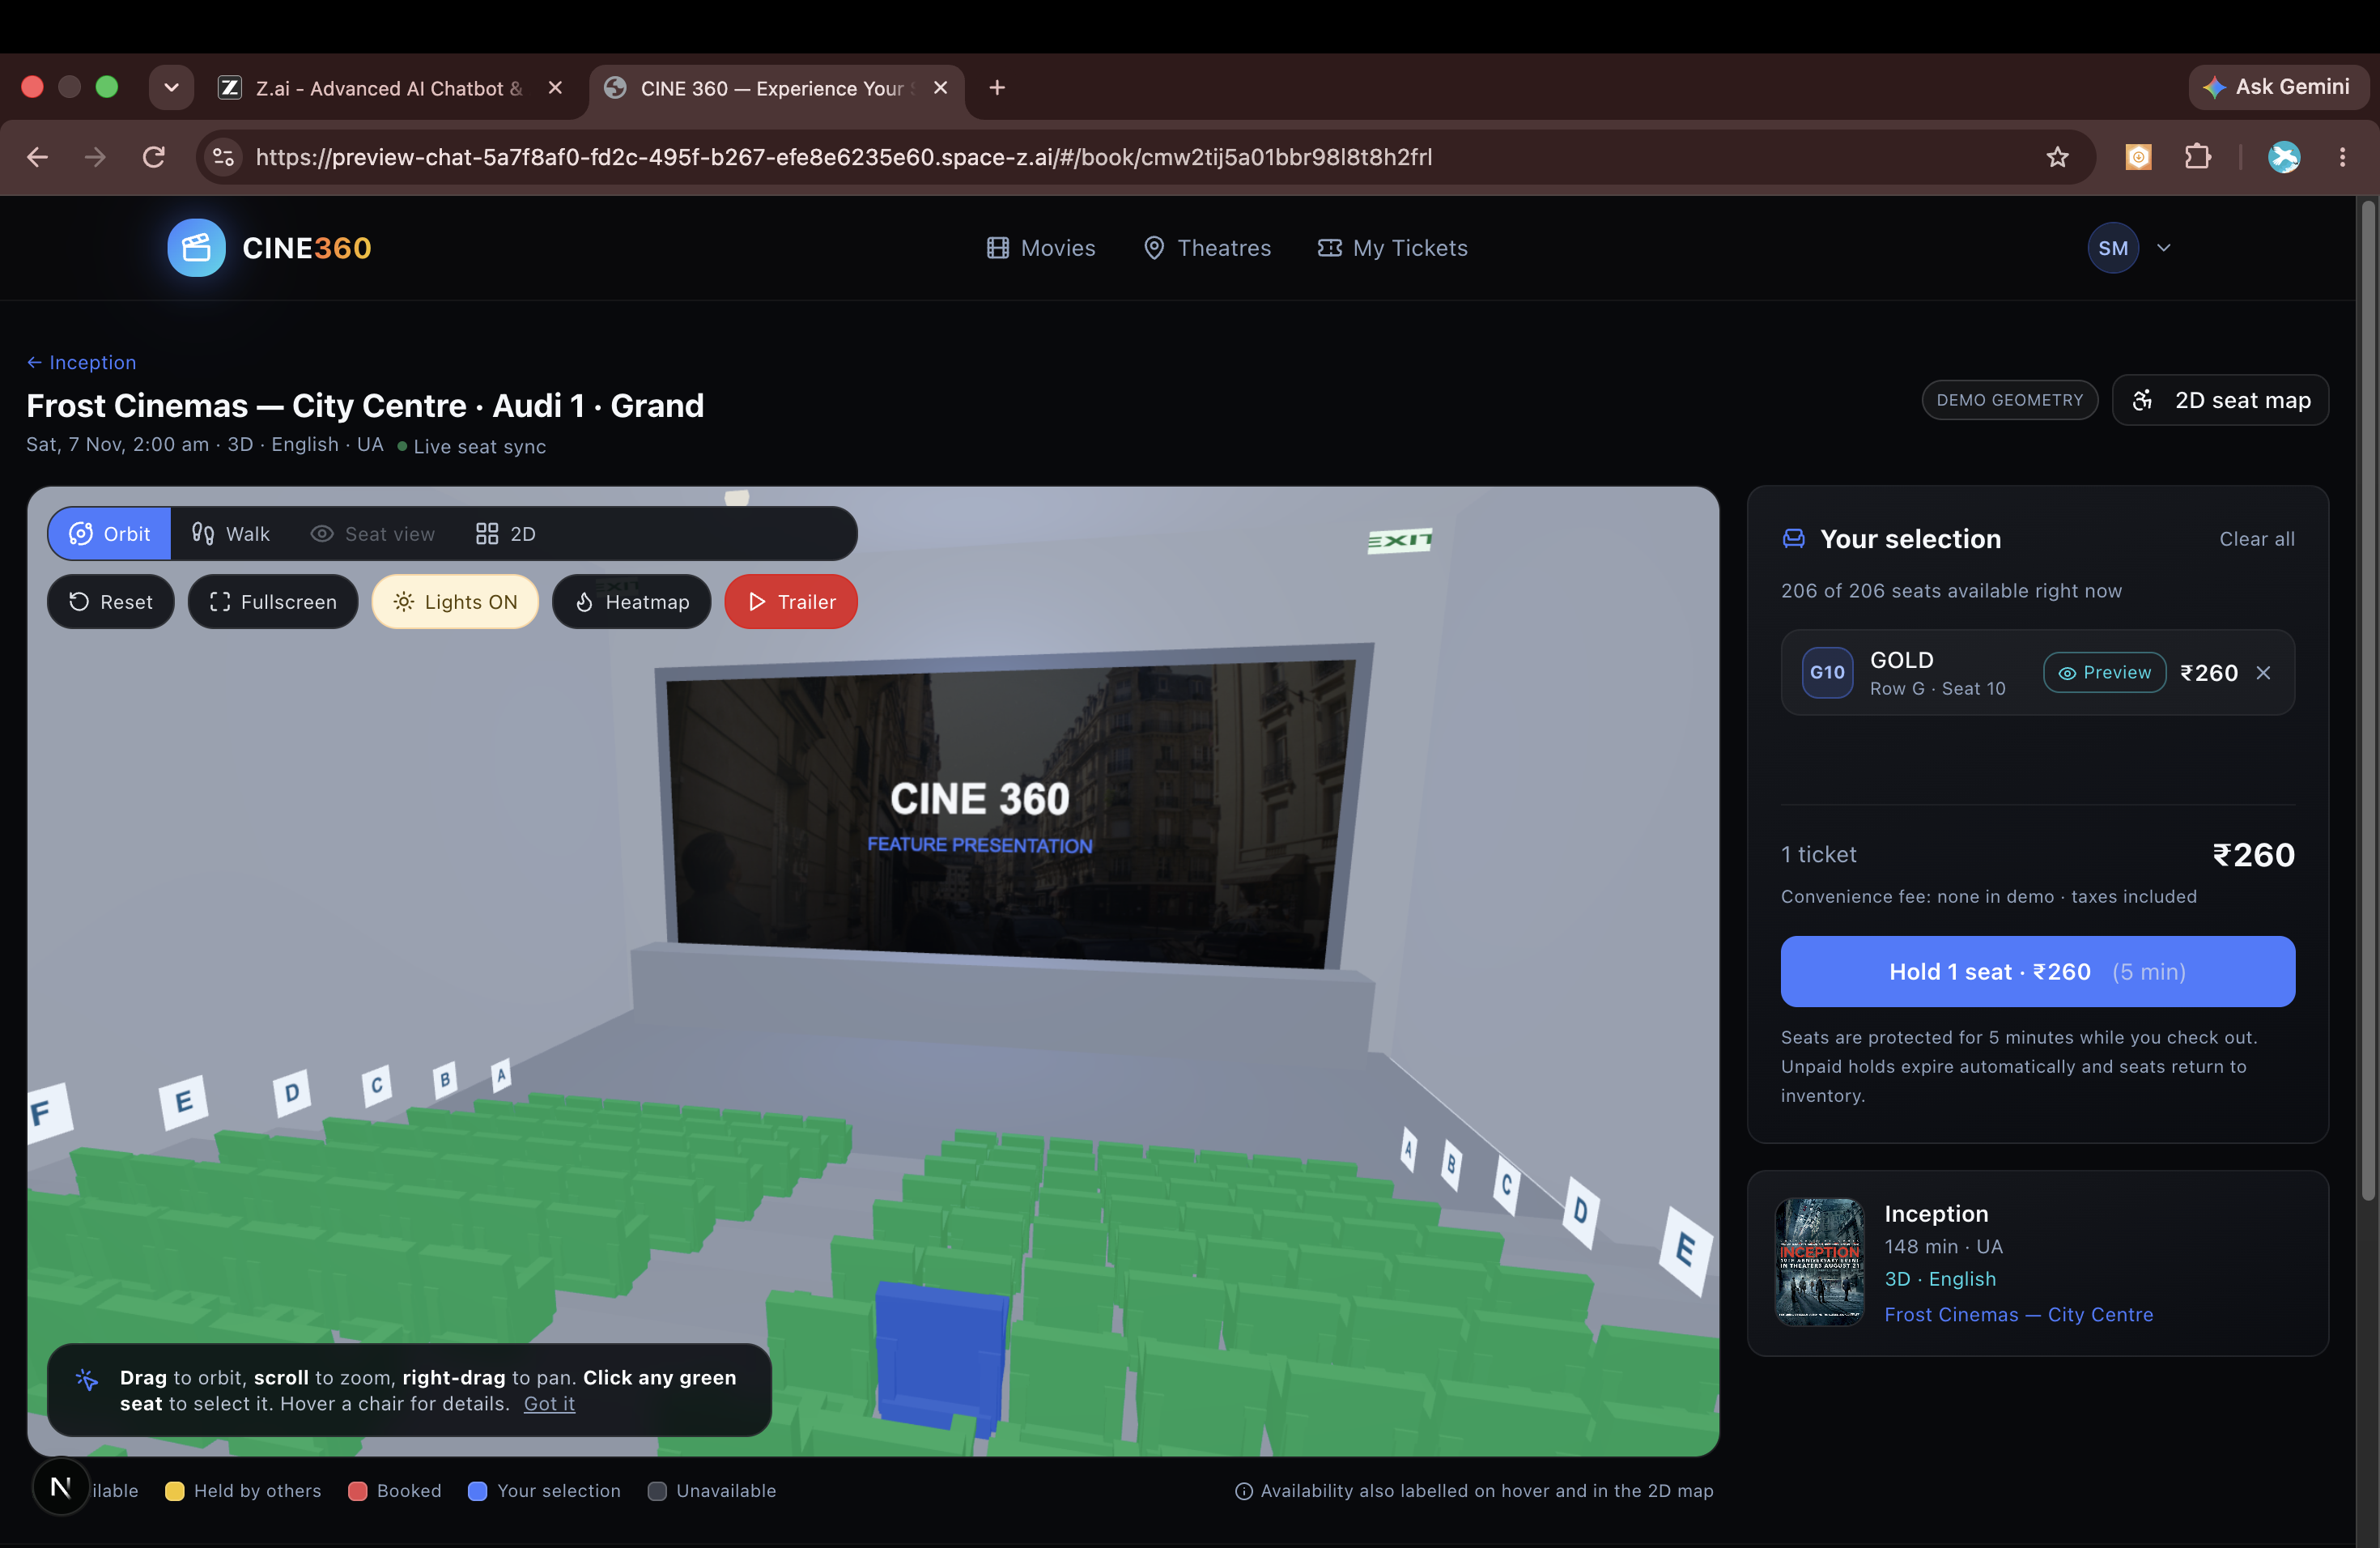 Z.ai - Advanced AI Chatbot &
CINE 360 — Experience Your S
Ask Gemini
https://preview-chat-5a7f8af0-fd2c-495f-b267-efe8e6235e60.space-z.ai/#/book/cmw2tij5a01bbr98l8t8h2frl
CINE360
Movies
Theatres
My Tickets
SM
← Inception
Frost Cinemas — City Centre · Audi 1 · Grand
Sat, 7 Nov, 2:00 am · 3D · English · UA
Live seat sync
DEMO GEOMETRY
2D seat map
Orbit
Walk
Seat view
2D
Reset
Fullscreen
Lights ON
Heatmap
Trailer
EXIT
EXIT
CINE 360
FEATURE PRESENTATION
F
E
D
C
B
A
A
B
C
D
E
Drag to orbit, scroll to zoom, right-drag to pan. Click any green
seat to select it. Hover a chair for details. Got it
N
ilable
Held by others
Booked
Your selection
Unavailable
Availability also labelled on hover and in the 2D map
Your selection
Clear all
206 of 206 seats available right now
G10
GOLD
Row G · Seat 10
Preview
₹260
1 ticket
₹260
Convenience fee: none in demo · taxes included
Hold 1 seat · ₹260 (5 min)
Seats are protected for 5 minutes while you check out.
Unpaid holds expire automatically and seats return to
inventory.
INCEPTION
IN THEATERS AUGUST 21
Inception
148 min · UA
3D · English
Frost Cinemas — City Centre